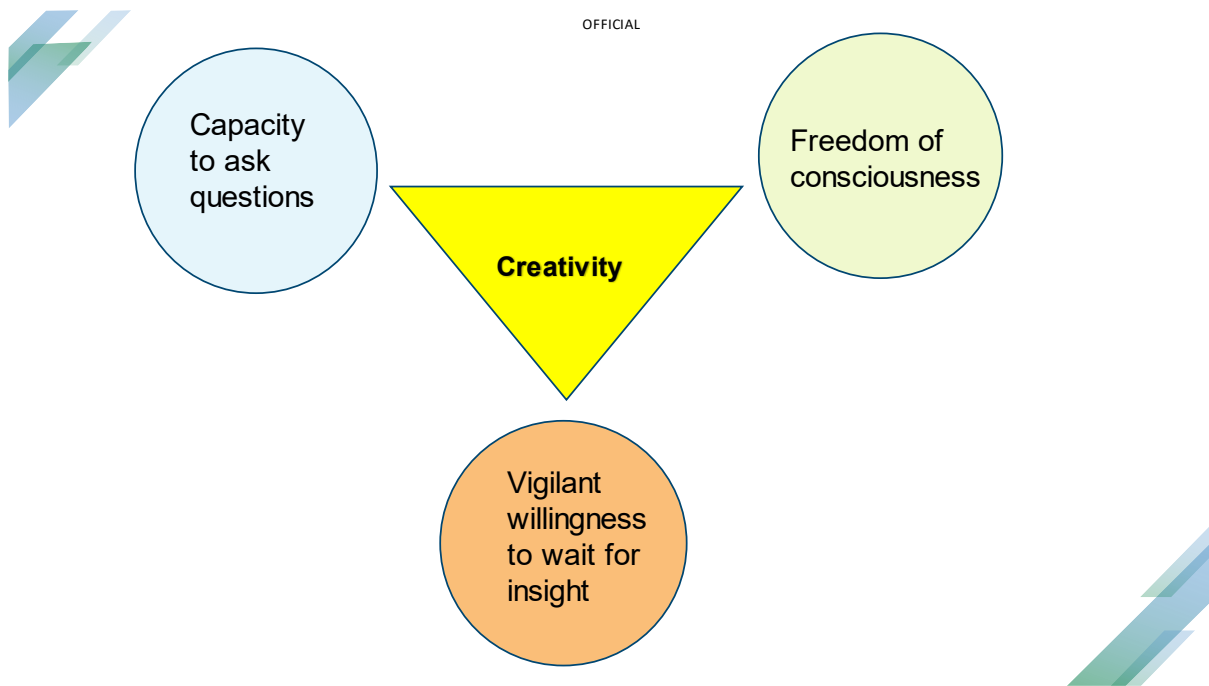 OFFICIAL
Capacity
to ask
questions
Freedom of
consciousness
Creativity
Vigilant
willingness
to wait for
insight